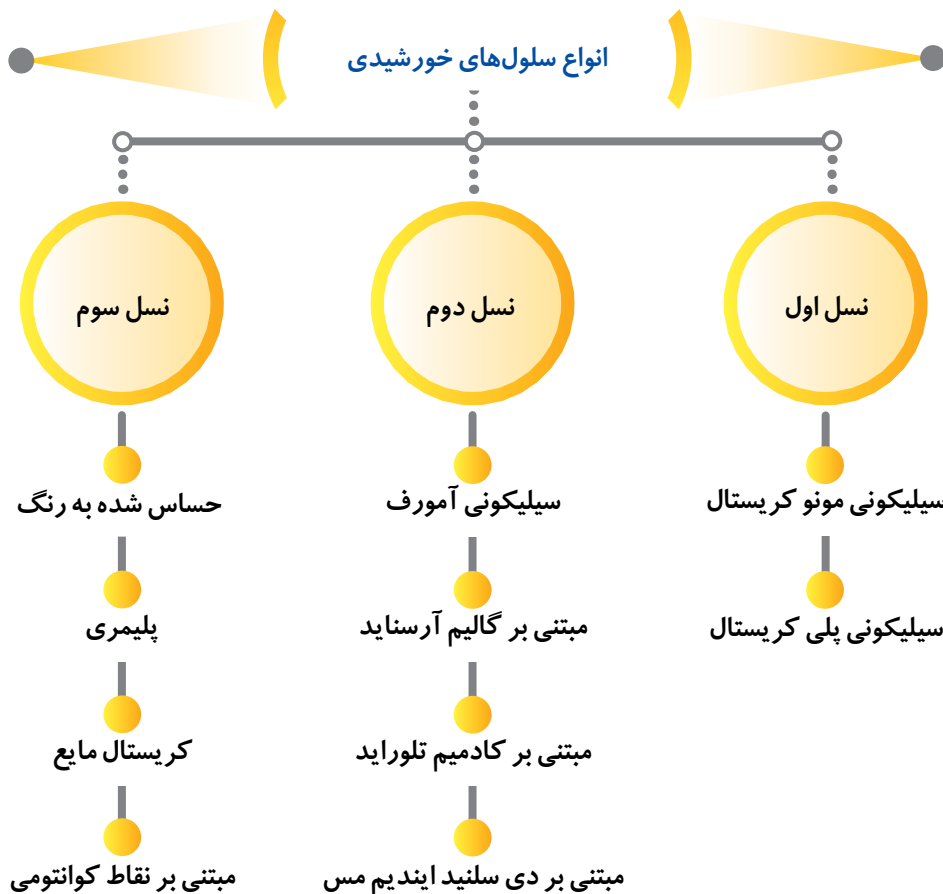 انواع سلول‌های خورشیدی
نسل اول
سیلیکونی مونو کریستال
سیلیکونی پلی کریستال
نسل دوم
سیلیکونی آمورف
مبتنی بر گالیم آرسناید
مبتنی بر کادمیم تلوراید
مبتنی بر دی سلنید ایندیم مس
نسل سوم
حساس شده به رنگ
پلیمری
کریستال مایع
مبتنی بر نقاط کوانتومی